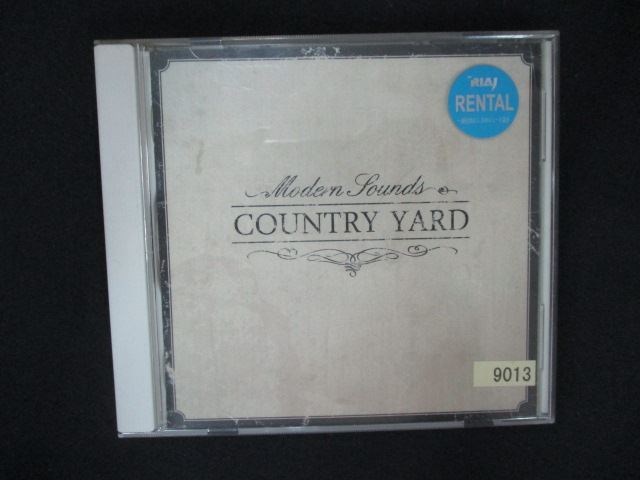 RIAJ
RENTAL
Modern Sounds
COUNTRY YARD
9013